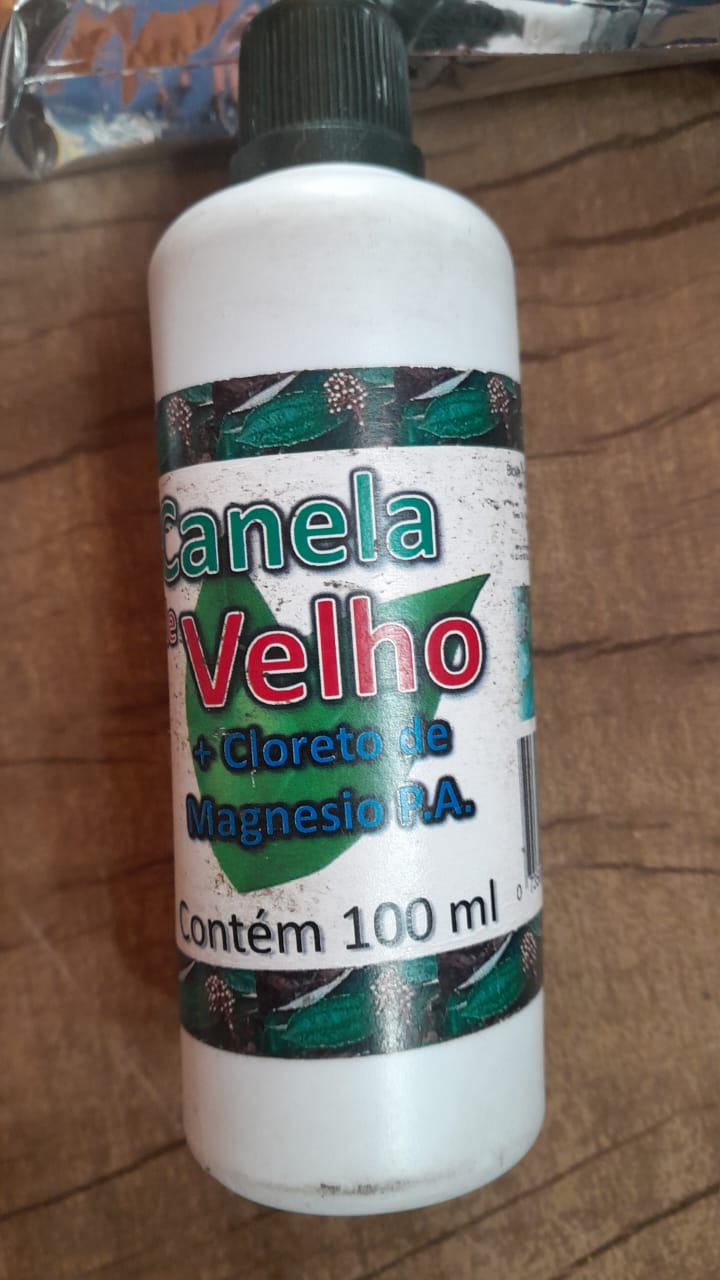 Canela
Velho
+ Cloreto de
Magnesio P.A.
Contém 100 ml